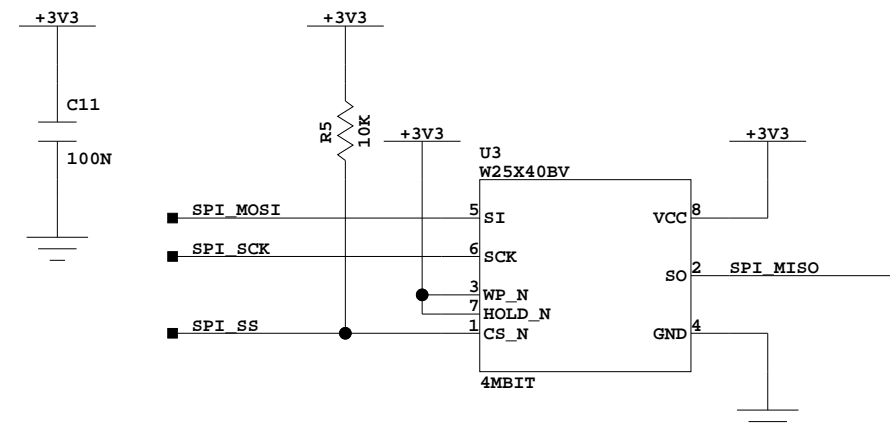 +3V3
+3V3
C11
100N
R5
10K
+3V3
+3V3
U3
W25X40BV
SPI_MOSI
5
SI
VCC
8
SPI_SCK
6
SCK
SO
2
SPI_MISO
3
WP_N
7
HOLD_N
SPI_SS
1
CS_N
GND
4
4MBIT